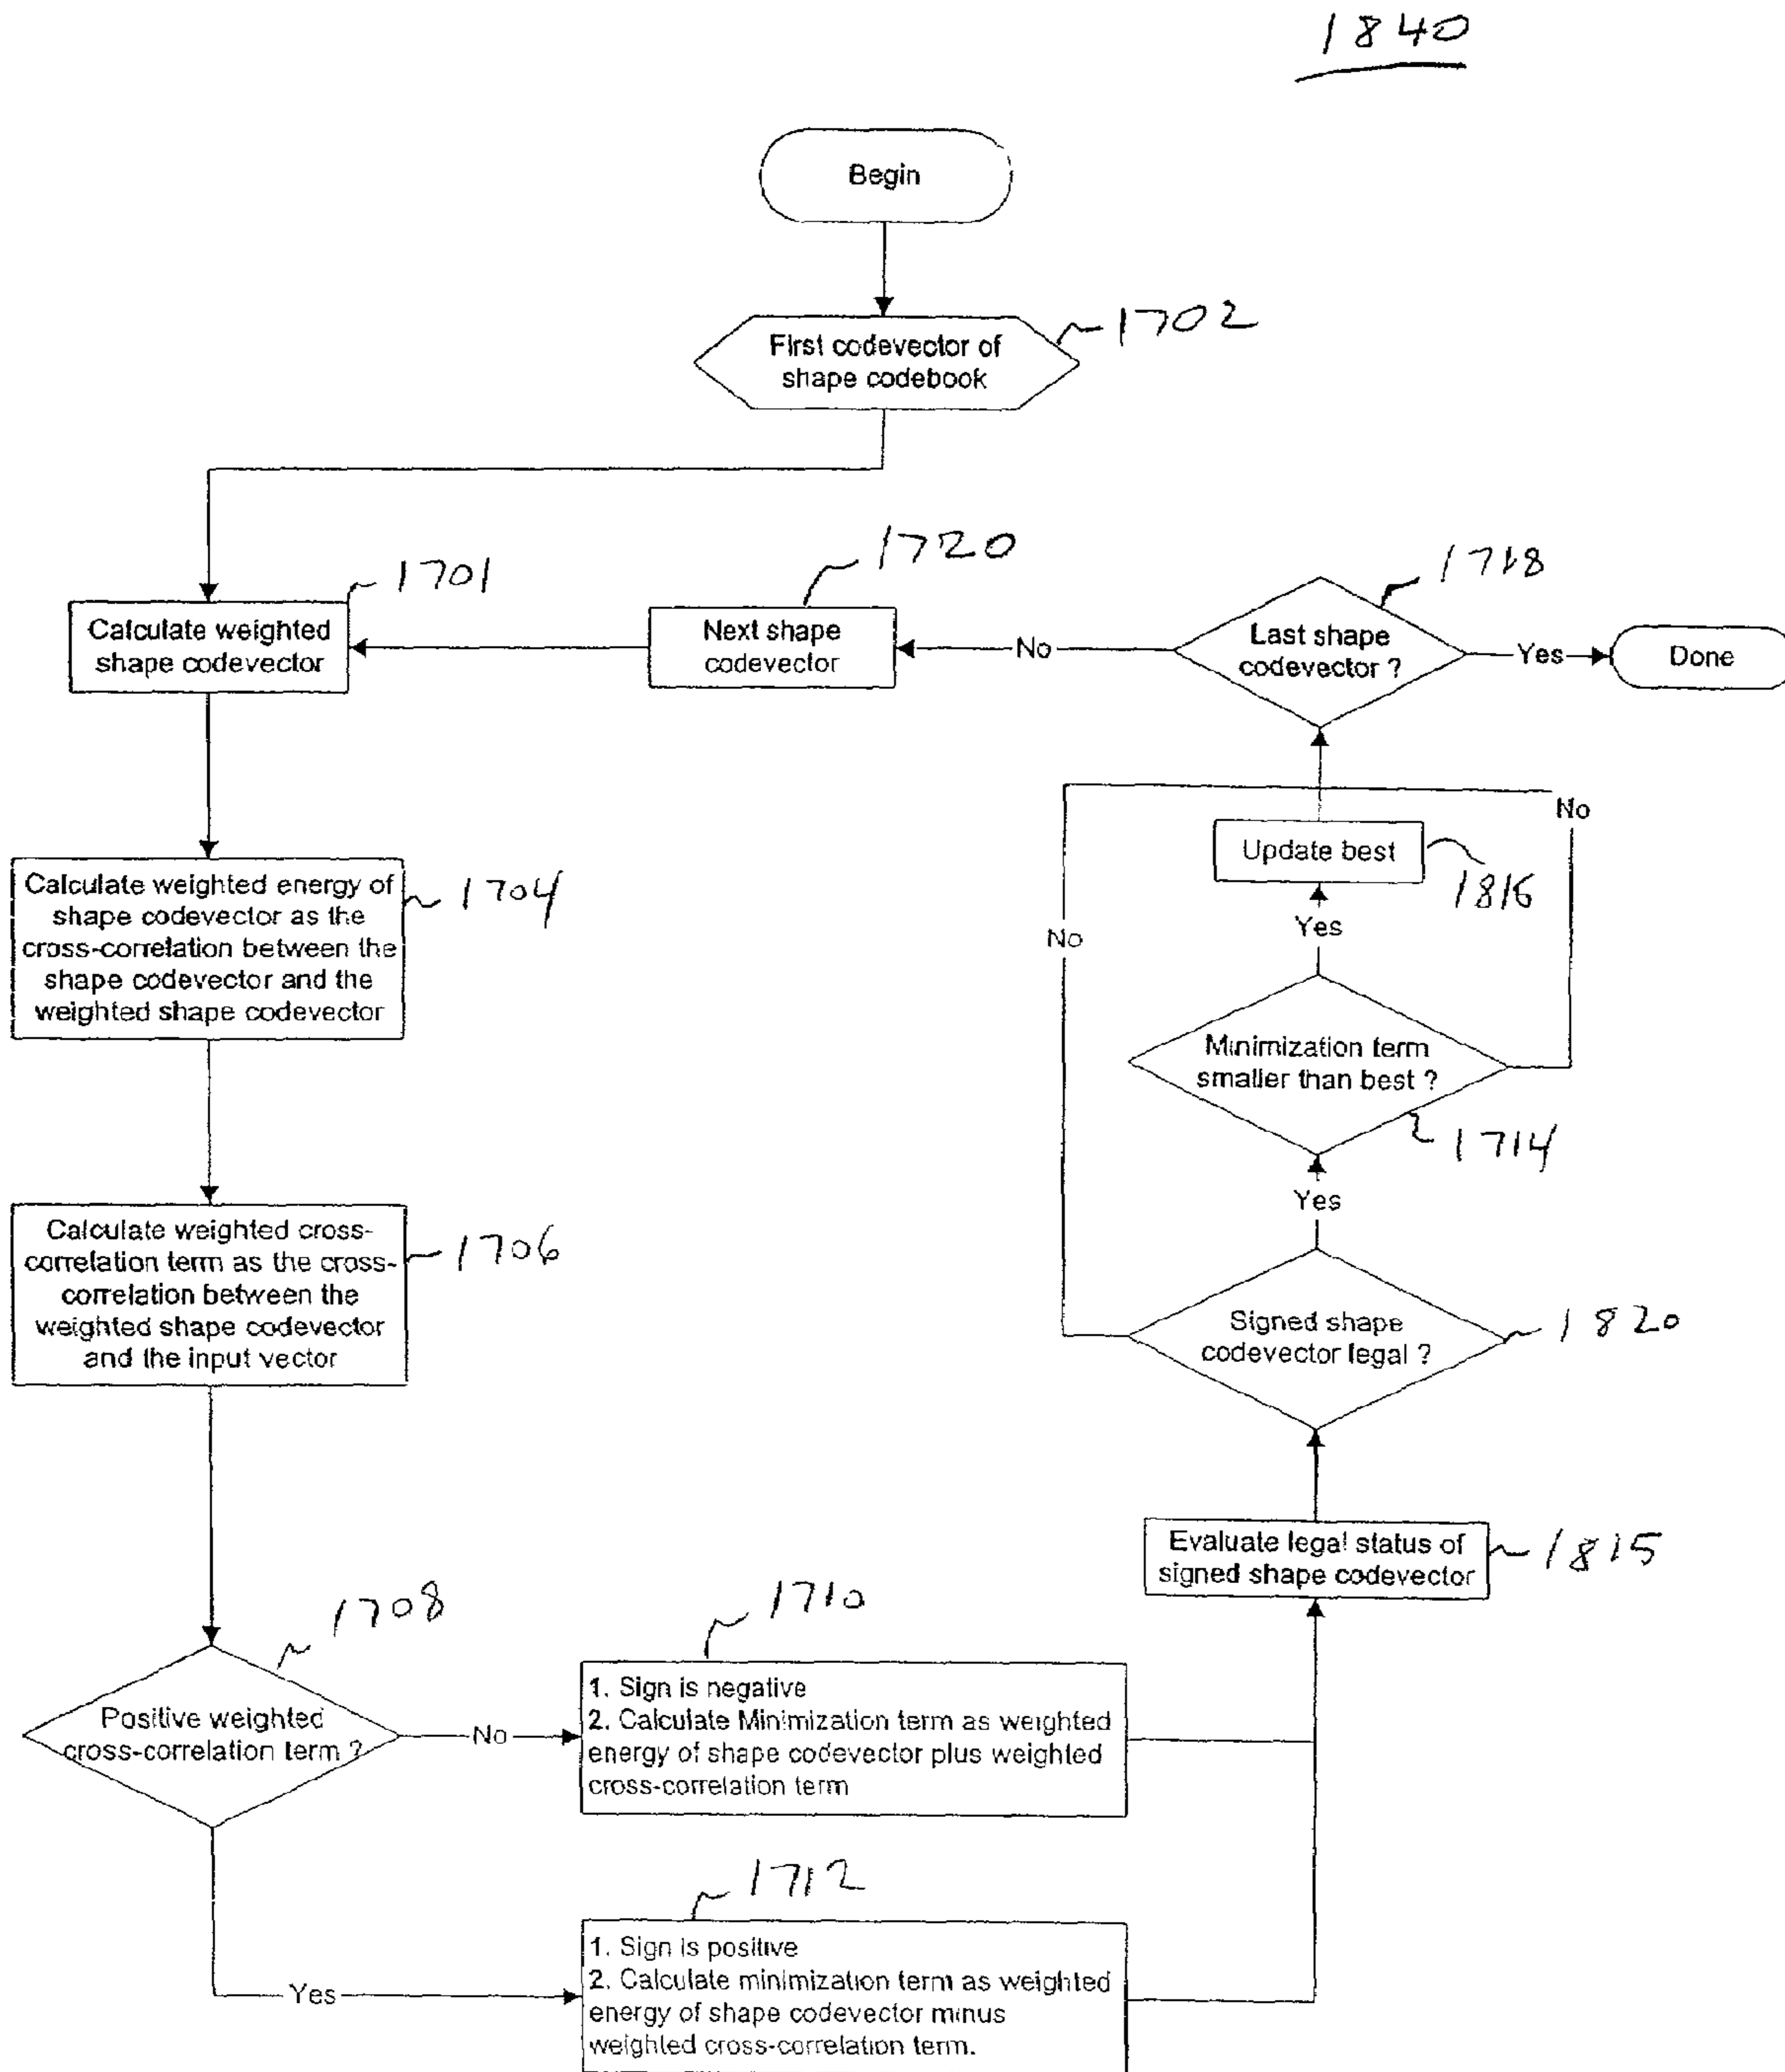 1840
Begin
First codevector of
shape codebook
1702
1701
Calculate weighted
shape codevector
1720
Next shape
codevector
No
1718
Last shape
codevector ?
Yes
Done
Calculate weighted energy of
shape codevector as the
cross-correlation between the
shape codevector and the
weighted shape codevector
1704
No
Update best
1816
Yes
No
Minimization term
smaller than best ?
1714
Yes
Calculate weighted cross-
correlation term as the cross-
correlation between the
weighted shape codevector
and the input vector
1706
Signed shape
codevector legal ?
1820
Evaluate legal status of
signed shape codevector
1815
1708
Positive weighted
cross-correlation term ?
No
1710
1. Sign is negative
2. Calculate Minimization term as weighted
energy of shape codevector plus weighted
cross-correlation term
Yes
1712
1. Sign is positive
2. Calculate minimization term as weighted
energy of shape codevector minus
weighted cross-correlation term.